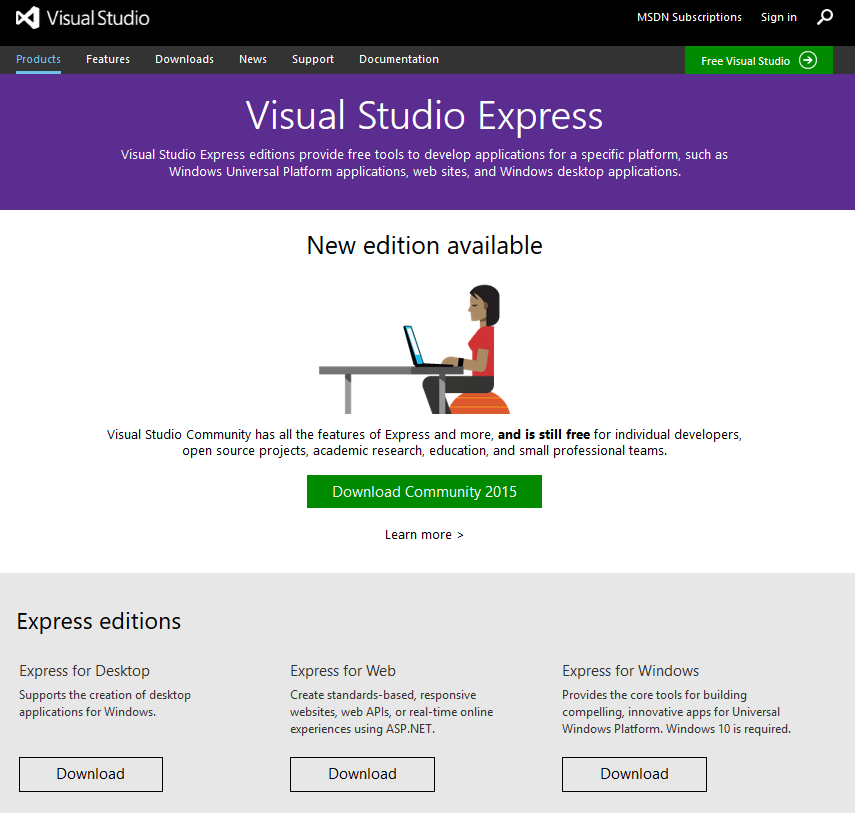 Visual Studio
MSDN Subscriptions Sign in
Products Features Downloads News Support Documentation
Free Visual Studio
Visual Studio Express
Visual Studio Express editions provide free tools to develop applications for a specific platform, such as
Windows Universal Platform applications, web sites, and Windows desktop applications.
New edition available
Visual Studio Community has all the features of Express and more, and is still free for individual developers,
open source projects, academic research, education, and small professional teams.
Download Community 2015
Learn more >
Express editions
Express for Desktop
Supports the creation of desktop
applications for Windows.
Download
Express for Web
Create standards-based, responsive
websites, web APIs, or real-time online
experiences using ASP.NET.
Download
Express for Windows
Provides the core tools for building
compelling, innovative apps for Universal
Windows Platform. Windows 10 is required.
Download